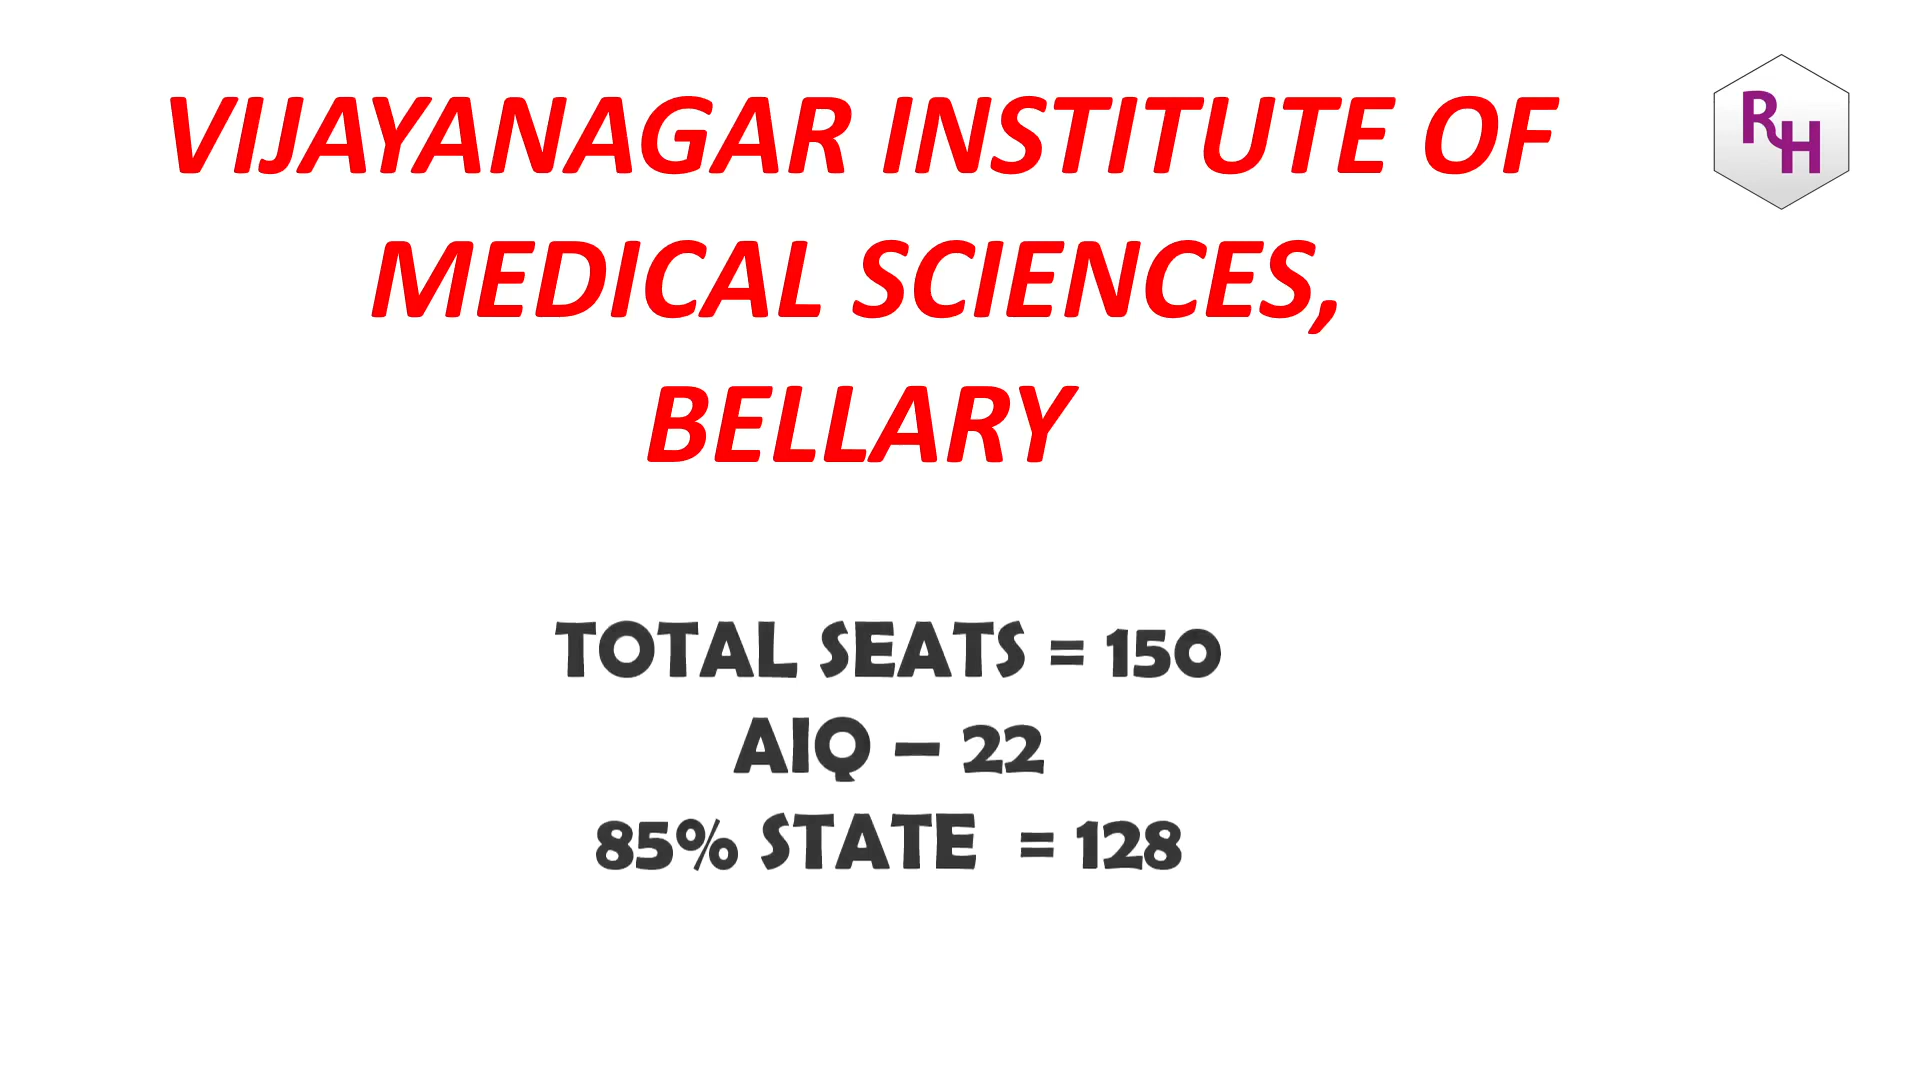 VIJAYANAGAR INSTITUTE OF
MEDICAL SCIENCES,
BELLARY
RH
TOTAL SEATS = 150
AIQ – 22
85% STATE = 128